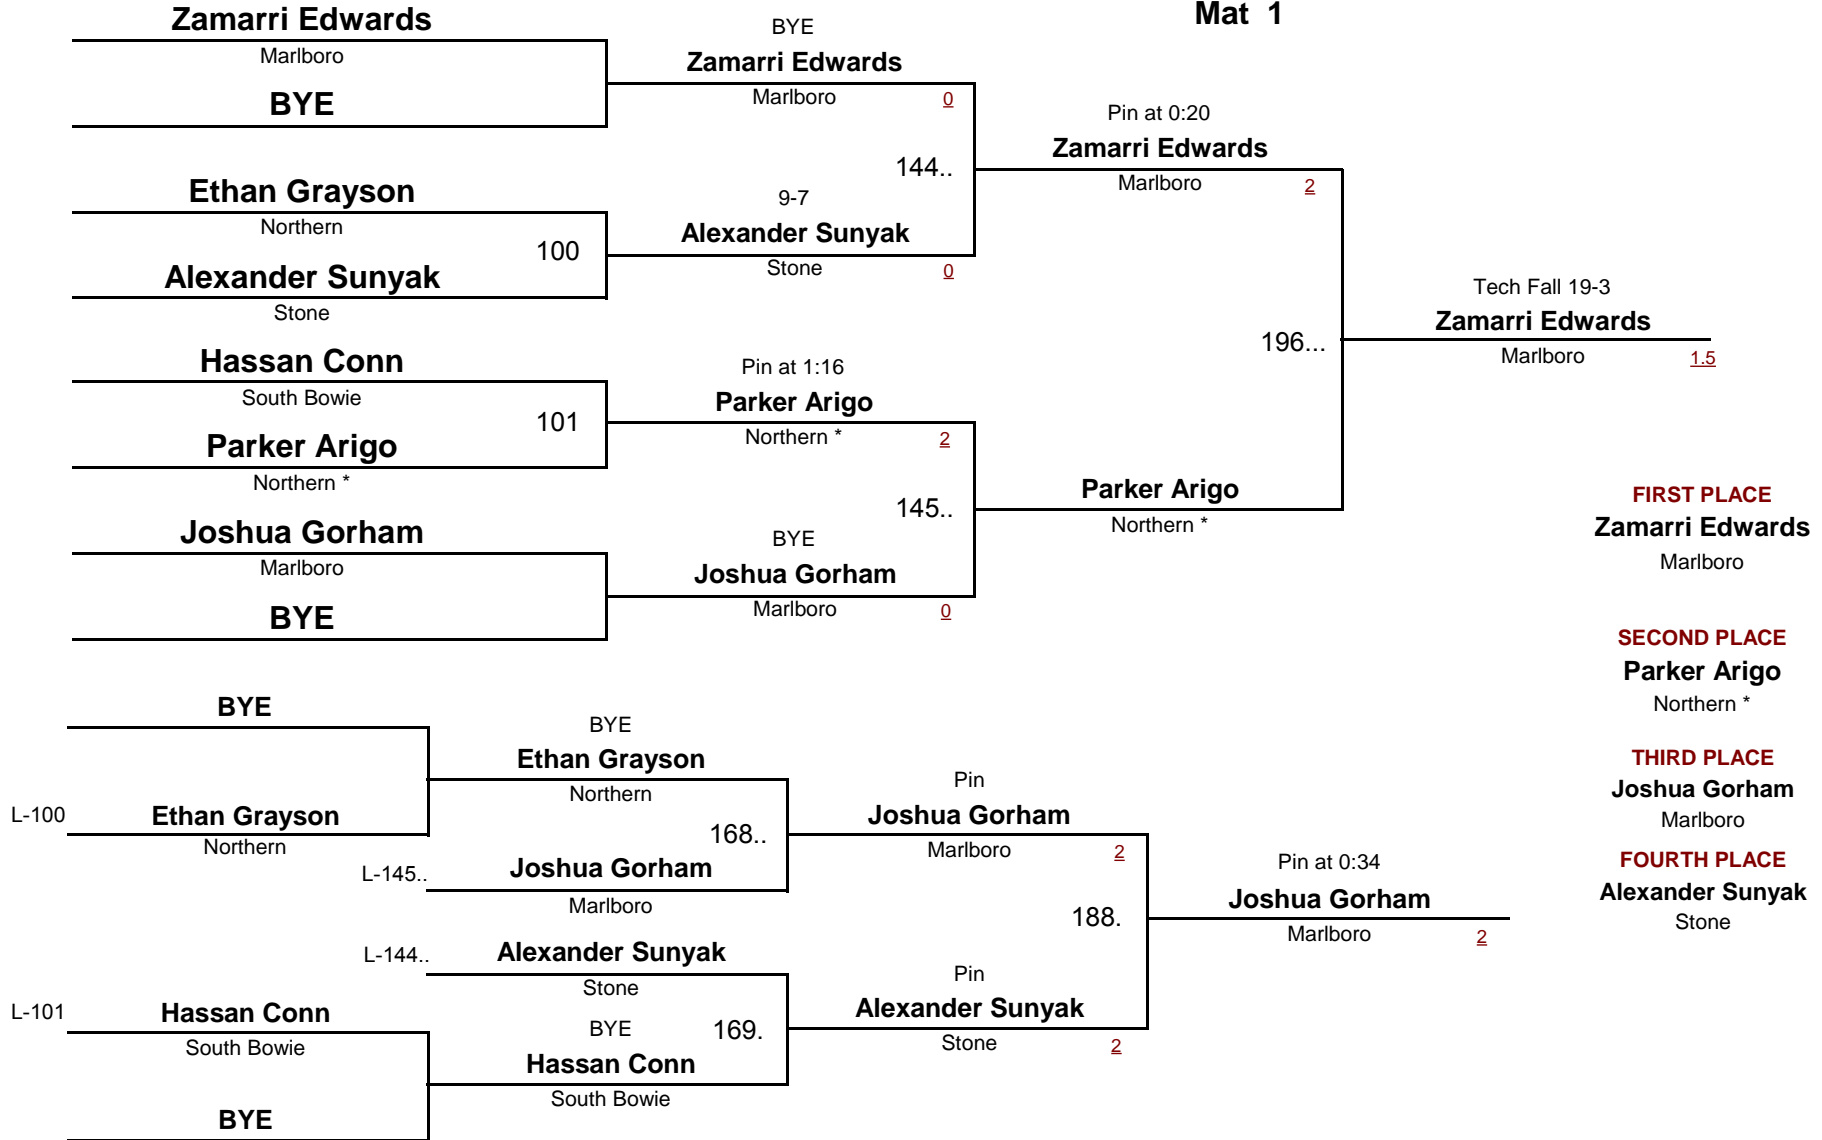 Mat 1
Zamarri Edwards
Marlboro
BYE
Ethan Grayson
Northern
100
Alexander Sunyak
Stone
Hassan Conn
South Bowie
101
Parker Arigo
Northern *
Joshua Gorham
Marlboro
BYE
BYE
Zamarri Edwards
Marlboro 0
144..
9-7
Alexander Sunyak
Stone 0
Pin at 1:16
Parker Arigo
Northern * 2
145..
BYE
Joshua Gorham
Marlboro 0
Pin at 0:20
Zamarri Edwards
Marlboro 2
196...
Parker Arigo
Northern *
Tech Fall 19-3
Zamarri Edwards
Marlboro 1.5
FIRST PLACE
Zamarri Edwards
Marlboro
SECOND PLACE
Parker Arigo
Northern *
THIRD PLACE
Joshua Gorham
Marlboro
FOURTH PLACE
Alexander Sunyak
Stone
BYE
L-100 Ethan Grayson
Northern
L-101 Hassan Conn
South Bowie
BYE
BYE
Ethan Grayson
Northern
168..
L-145.. Joshua Gorham
Marlboro
L-144.. Alexander Sunyak
Stone
BYE 169.
Hassan Conn
South Bowie
Pin
Joshua Gorham
Marlboro 2
188.
Pin
Alexander Sunyak
Stone 2
Pin at 0:34
Joshua Gorham
Marlboro 2